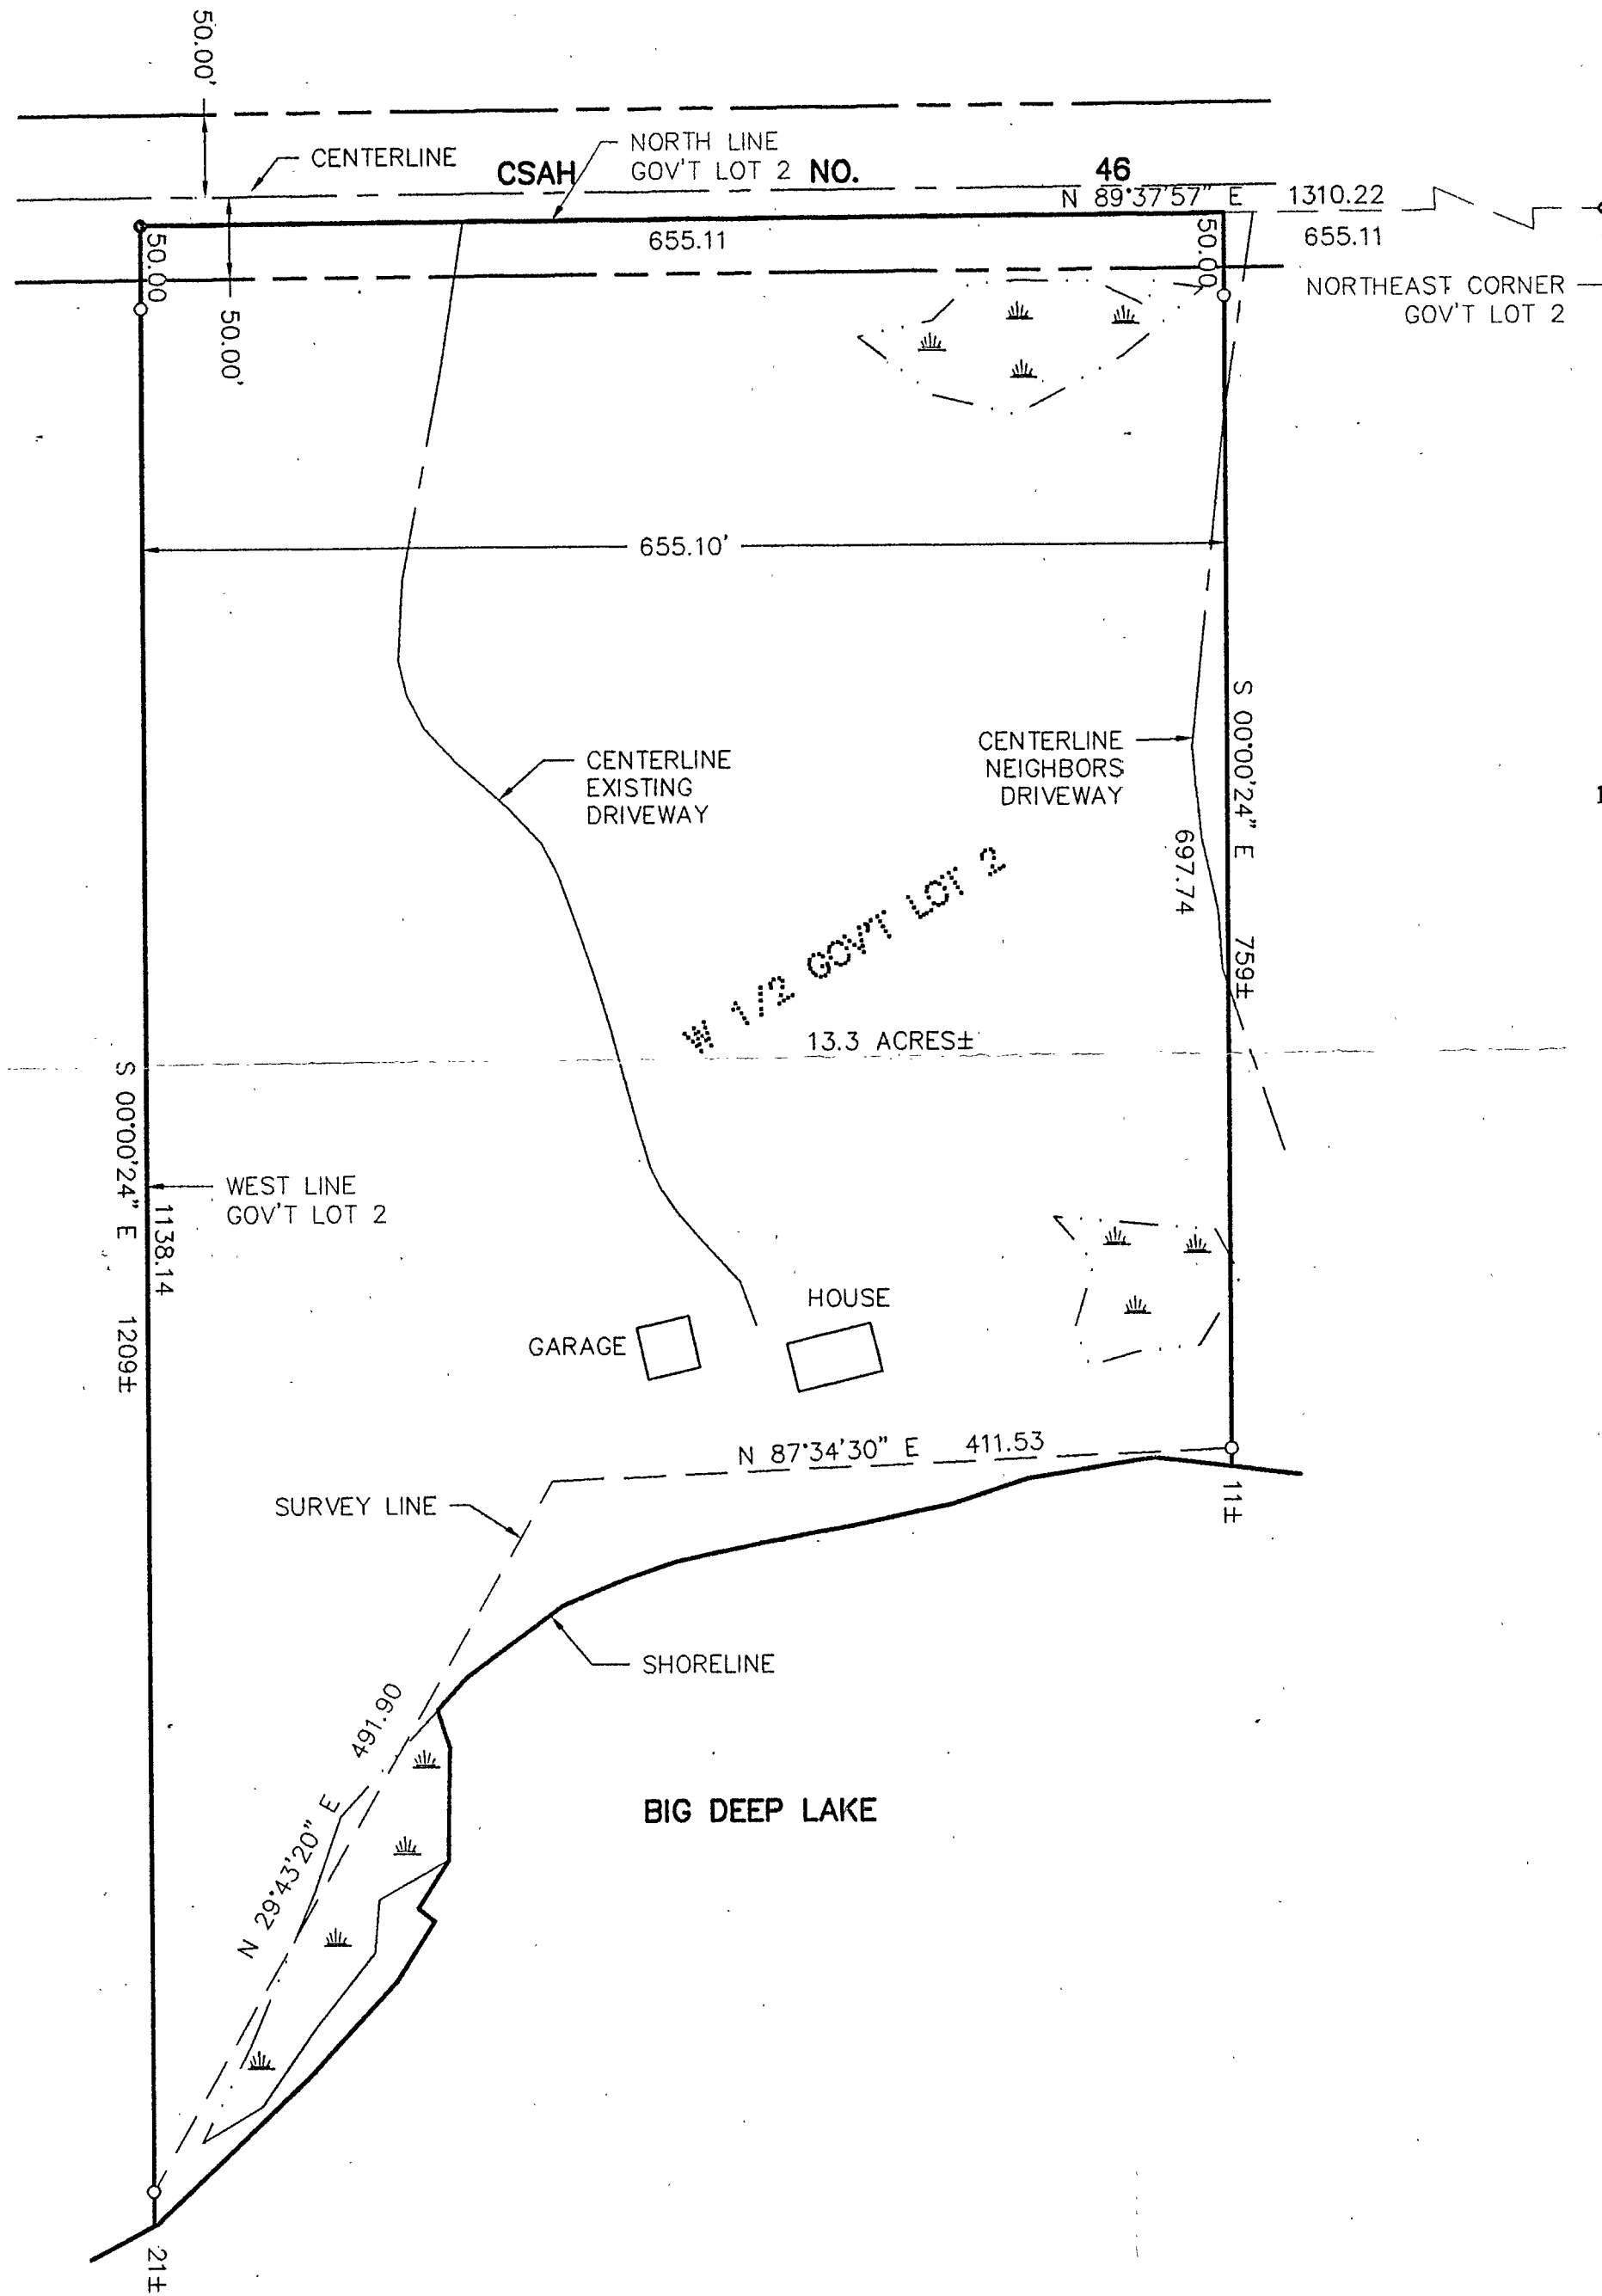 50.00'
CENTERLINE
NORTH LINE
GOV'T LOT 2
CSAH NO. 46
N 89°37'57" E 1310.22
655.11
655.11
50.00
50.00
50.00'
NORTHEAST CORNER
GOV'T LOT 2
655.10'
S 00°00'24" E 759±
697.74
CENTERLINE
EXISTING
DRIVEWAY
CENTERLINE
NEIGHBORS
DRIVEWAY
W 1/2 GOV'T LOT 2
13.3 ACRES±
S 00°00'24" E 1209±
1138.14
WEST LINE
GOV'T LOT 2
HOUSE
GARAGE
N 87°34'30" E 411.53
11±
SURVEY LINE
SHORELINE
N 29°43'20" E 491.90
BIG DEEP LAKE
21±